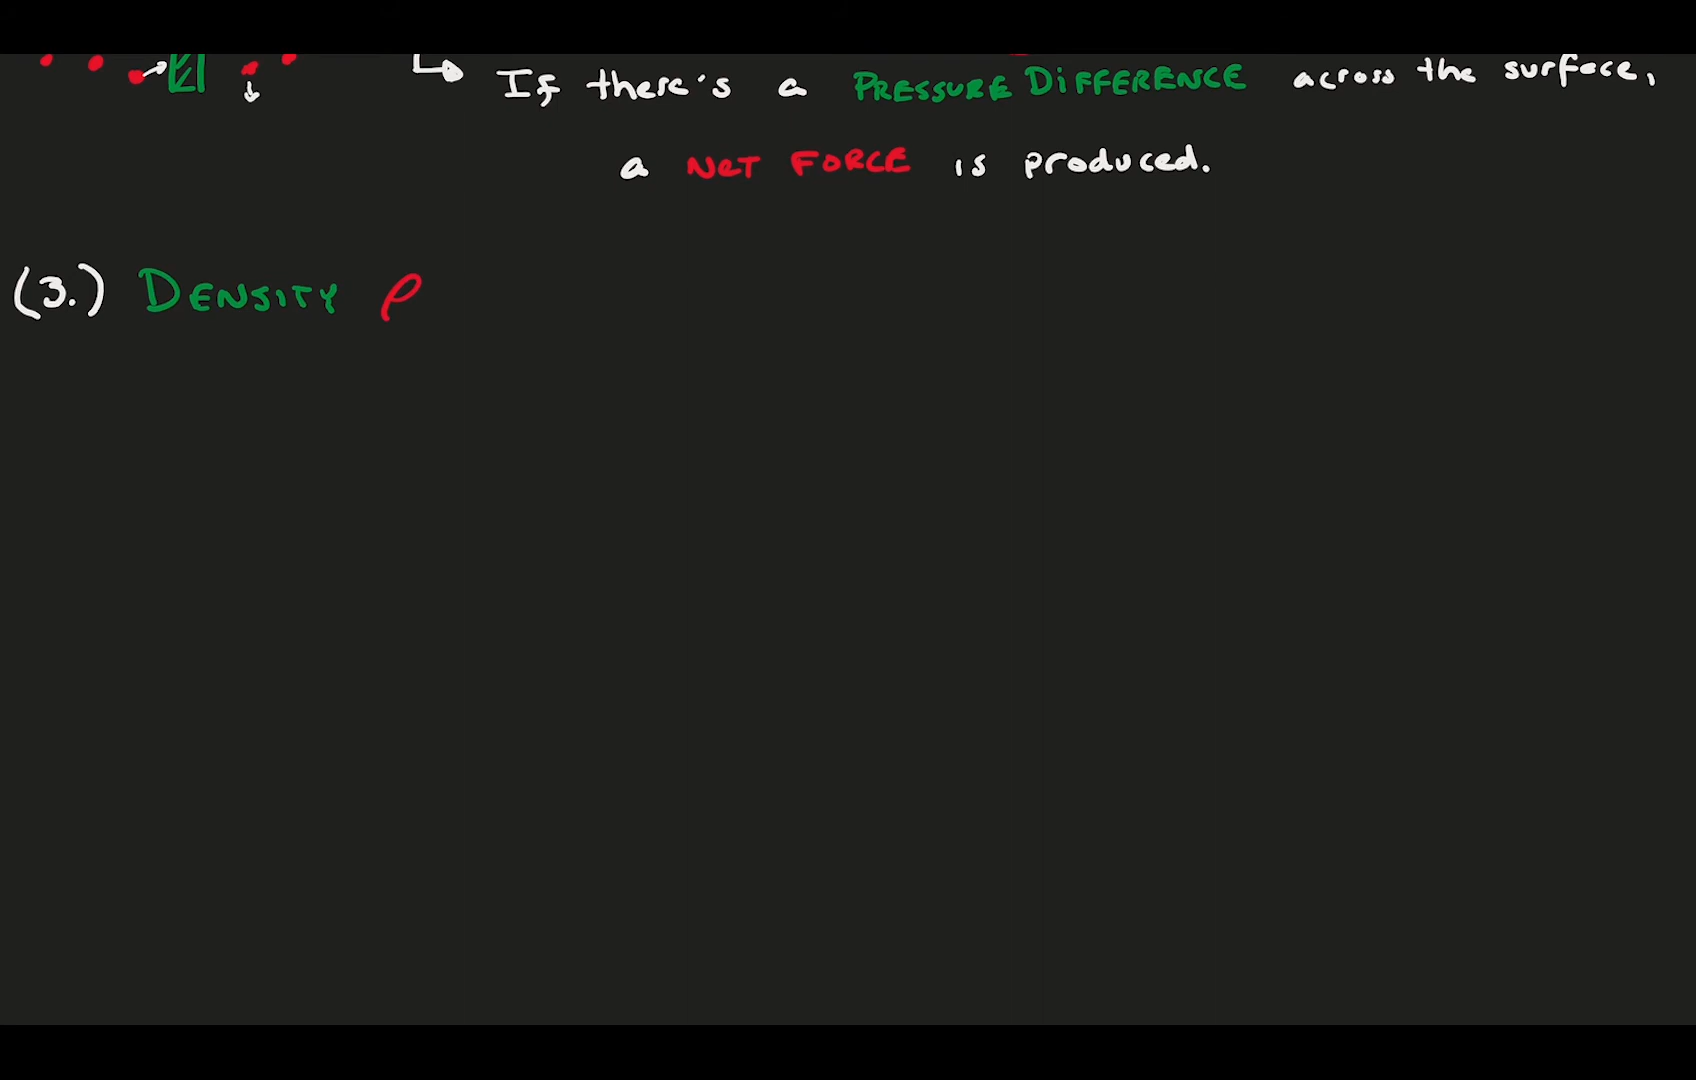 If there's a PRESSURE DIFFERENCE across the surface,
a NET FORCE is produced.
(3.) DENSITY ρ